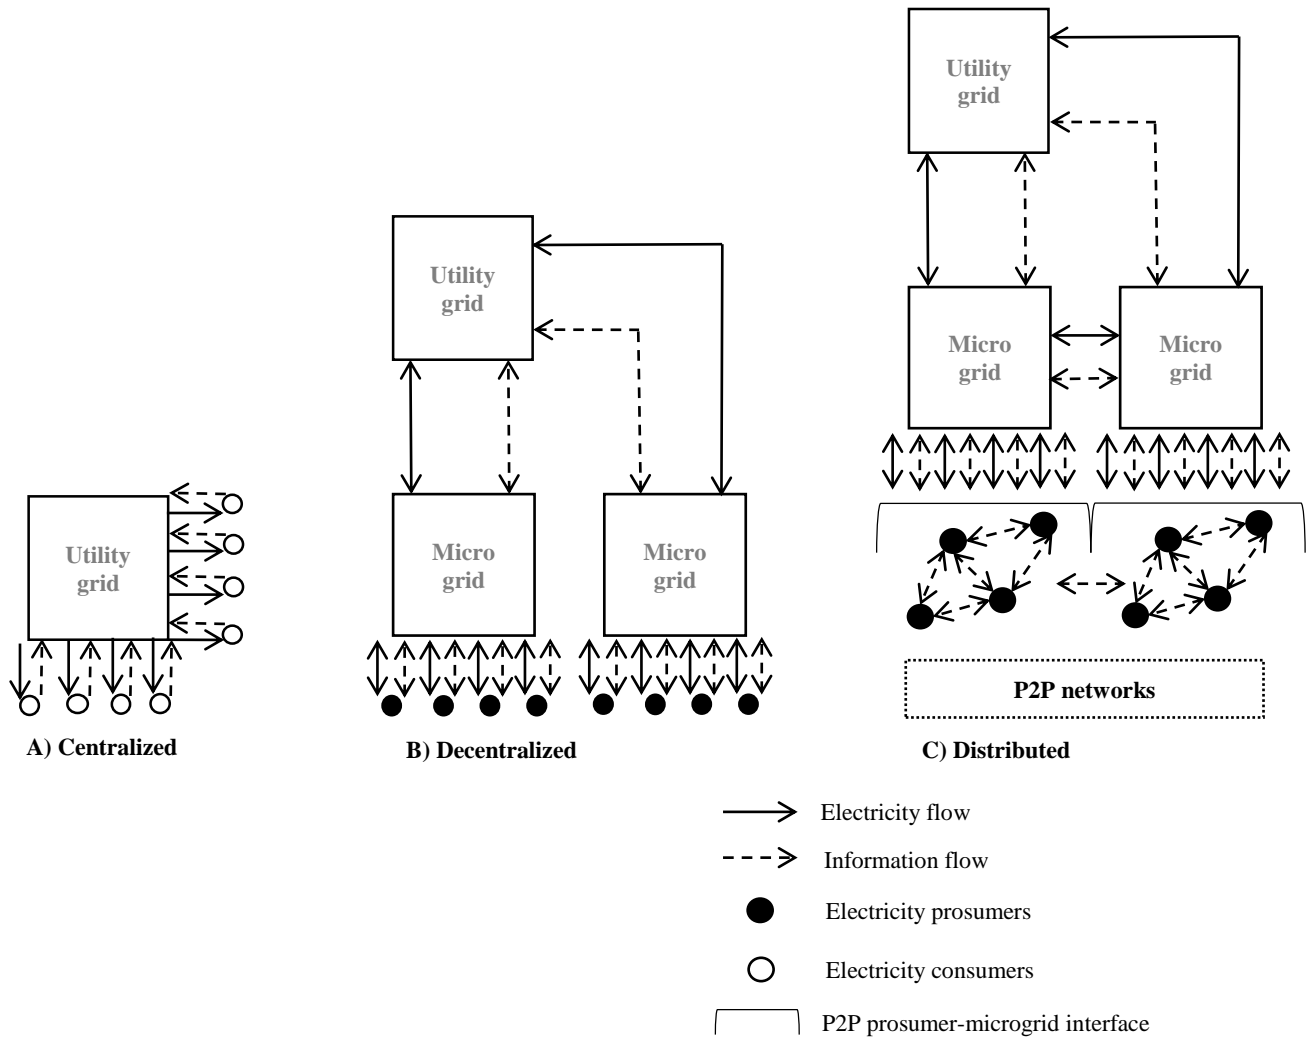 Utility
grid
A) Centralized
Utility
grid
Micro
grid
Micro
grid
B) Decentralized
Utility
grid
Micro
grid
Micro
grid
P2P networks
C) Distributed
Electricity flow
Information flow
Electricity prosumers
Electricity consumers
P2P prosumer-microgrid interface